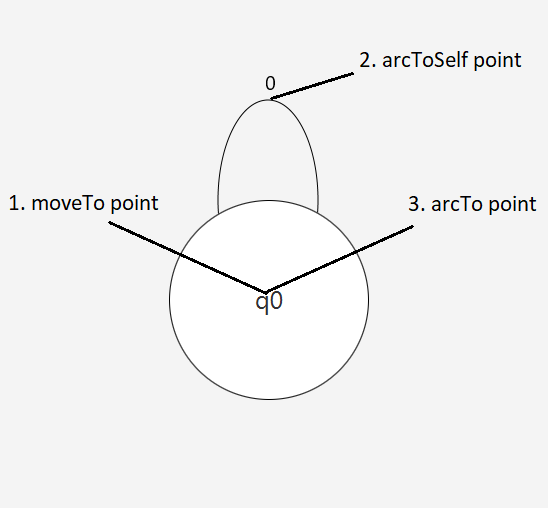 2. arcToSelf point
0
1. moveTo point
3. arcTo point
q0